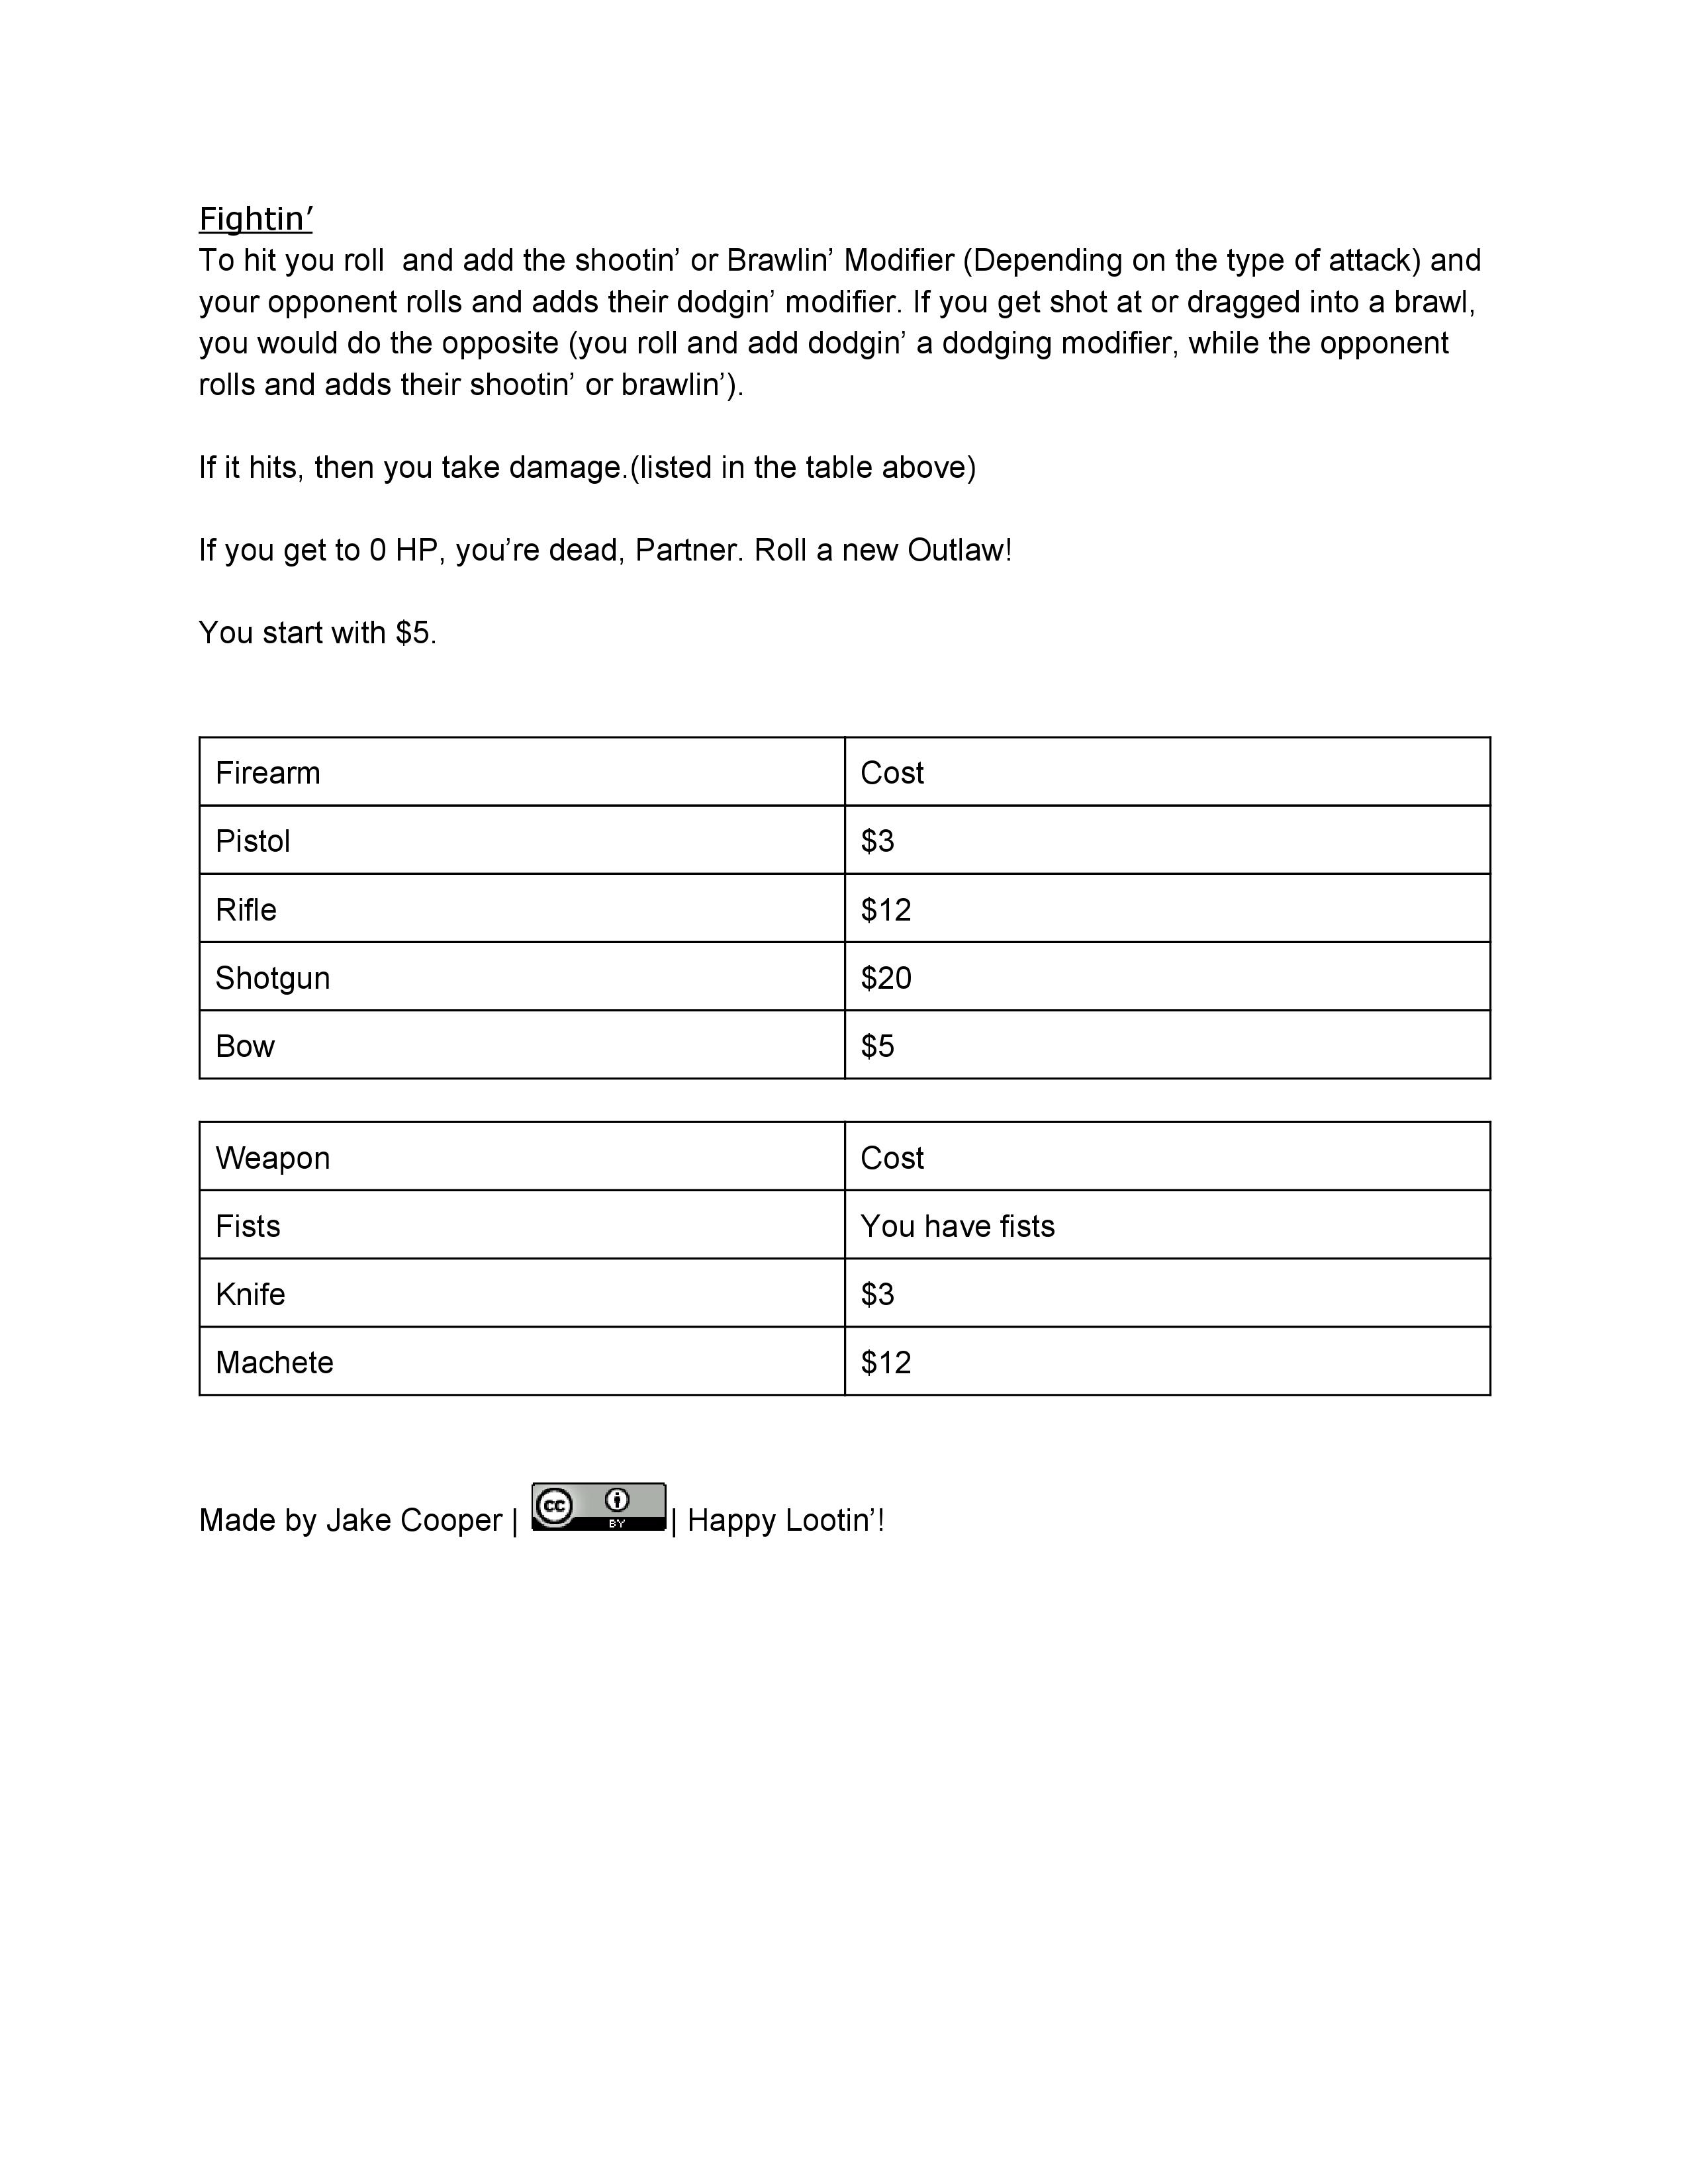 Fightin’
To hit you roll  and add the shootin’ or Brawlin’ Modifier (Depending on the type of attack) and
your opponent rolls and adds their dodgin’ modifier. If you get shot at or dragged into a brawl,
you would do the opposite (you roll and add dodgin’ a dodging modifier, while the opponent
rolls and adds their shootin’ or brawlin’).
If it hits, then you take damage.(listed in the table above)
If you get to 0 HP, you’re dead, Partner. Roll a new Outlaw!
You start with $5.
Firearm Cost
Pistol $3
Rifle $12
Shotgun $20
Bow $5
Weapon Cost
Fists You have fists
Knife $3
Machete $12
Made by Jake Cooper | cc BY | Happy Lootin’!